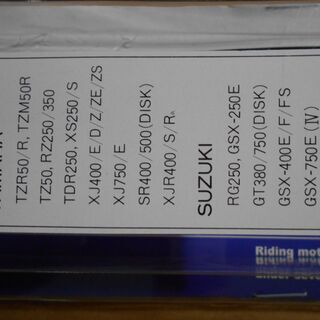 TZR50/R, TZM50R
TZ50, RZ250/350
TDR250, XS250/S
XJ400/E/D/Z/ZE/ZS
XJ750/E
SR400/500(DISK)
XJR400/S/R
SUZUKI
RG250, GSX-250E
GT380/750(DISK)
GSX-400E/F/FS
GSX-750E(Ⅳ)
Riding mot